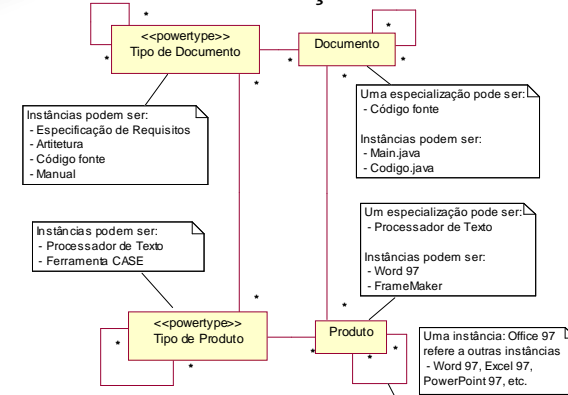 3
*
*
<<powertype>>
Tipo de Documento
*
*
*
Documento
*
*
*
Instâncias podem ser:
- Especificação de Requisitos
- Artitetura
- Código fonte
- Manual
Uma especialização pode ser:
- Código fonte
Instâncias podem ser:
- Main.java
- Codigo.java
Instâncias podem ser:
- Processador de Texto
- Ferramenta CASE
Um especialização pode ser:
- Processador de Texto
Instâncias podem ser:
- Word 97
- FrameMaker
*
*
<<powertype>>
Tipo de Produto
*
*
*
Produto
*
*
Uma instância: Office 97
refere a outras instâncias
- Word 97, Excel 97,
PowerPoint 97, etc.